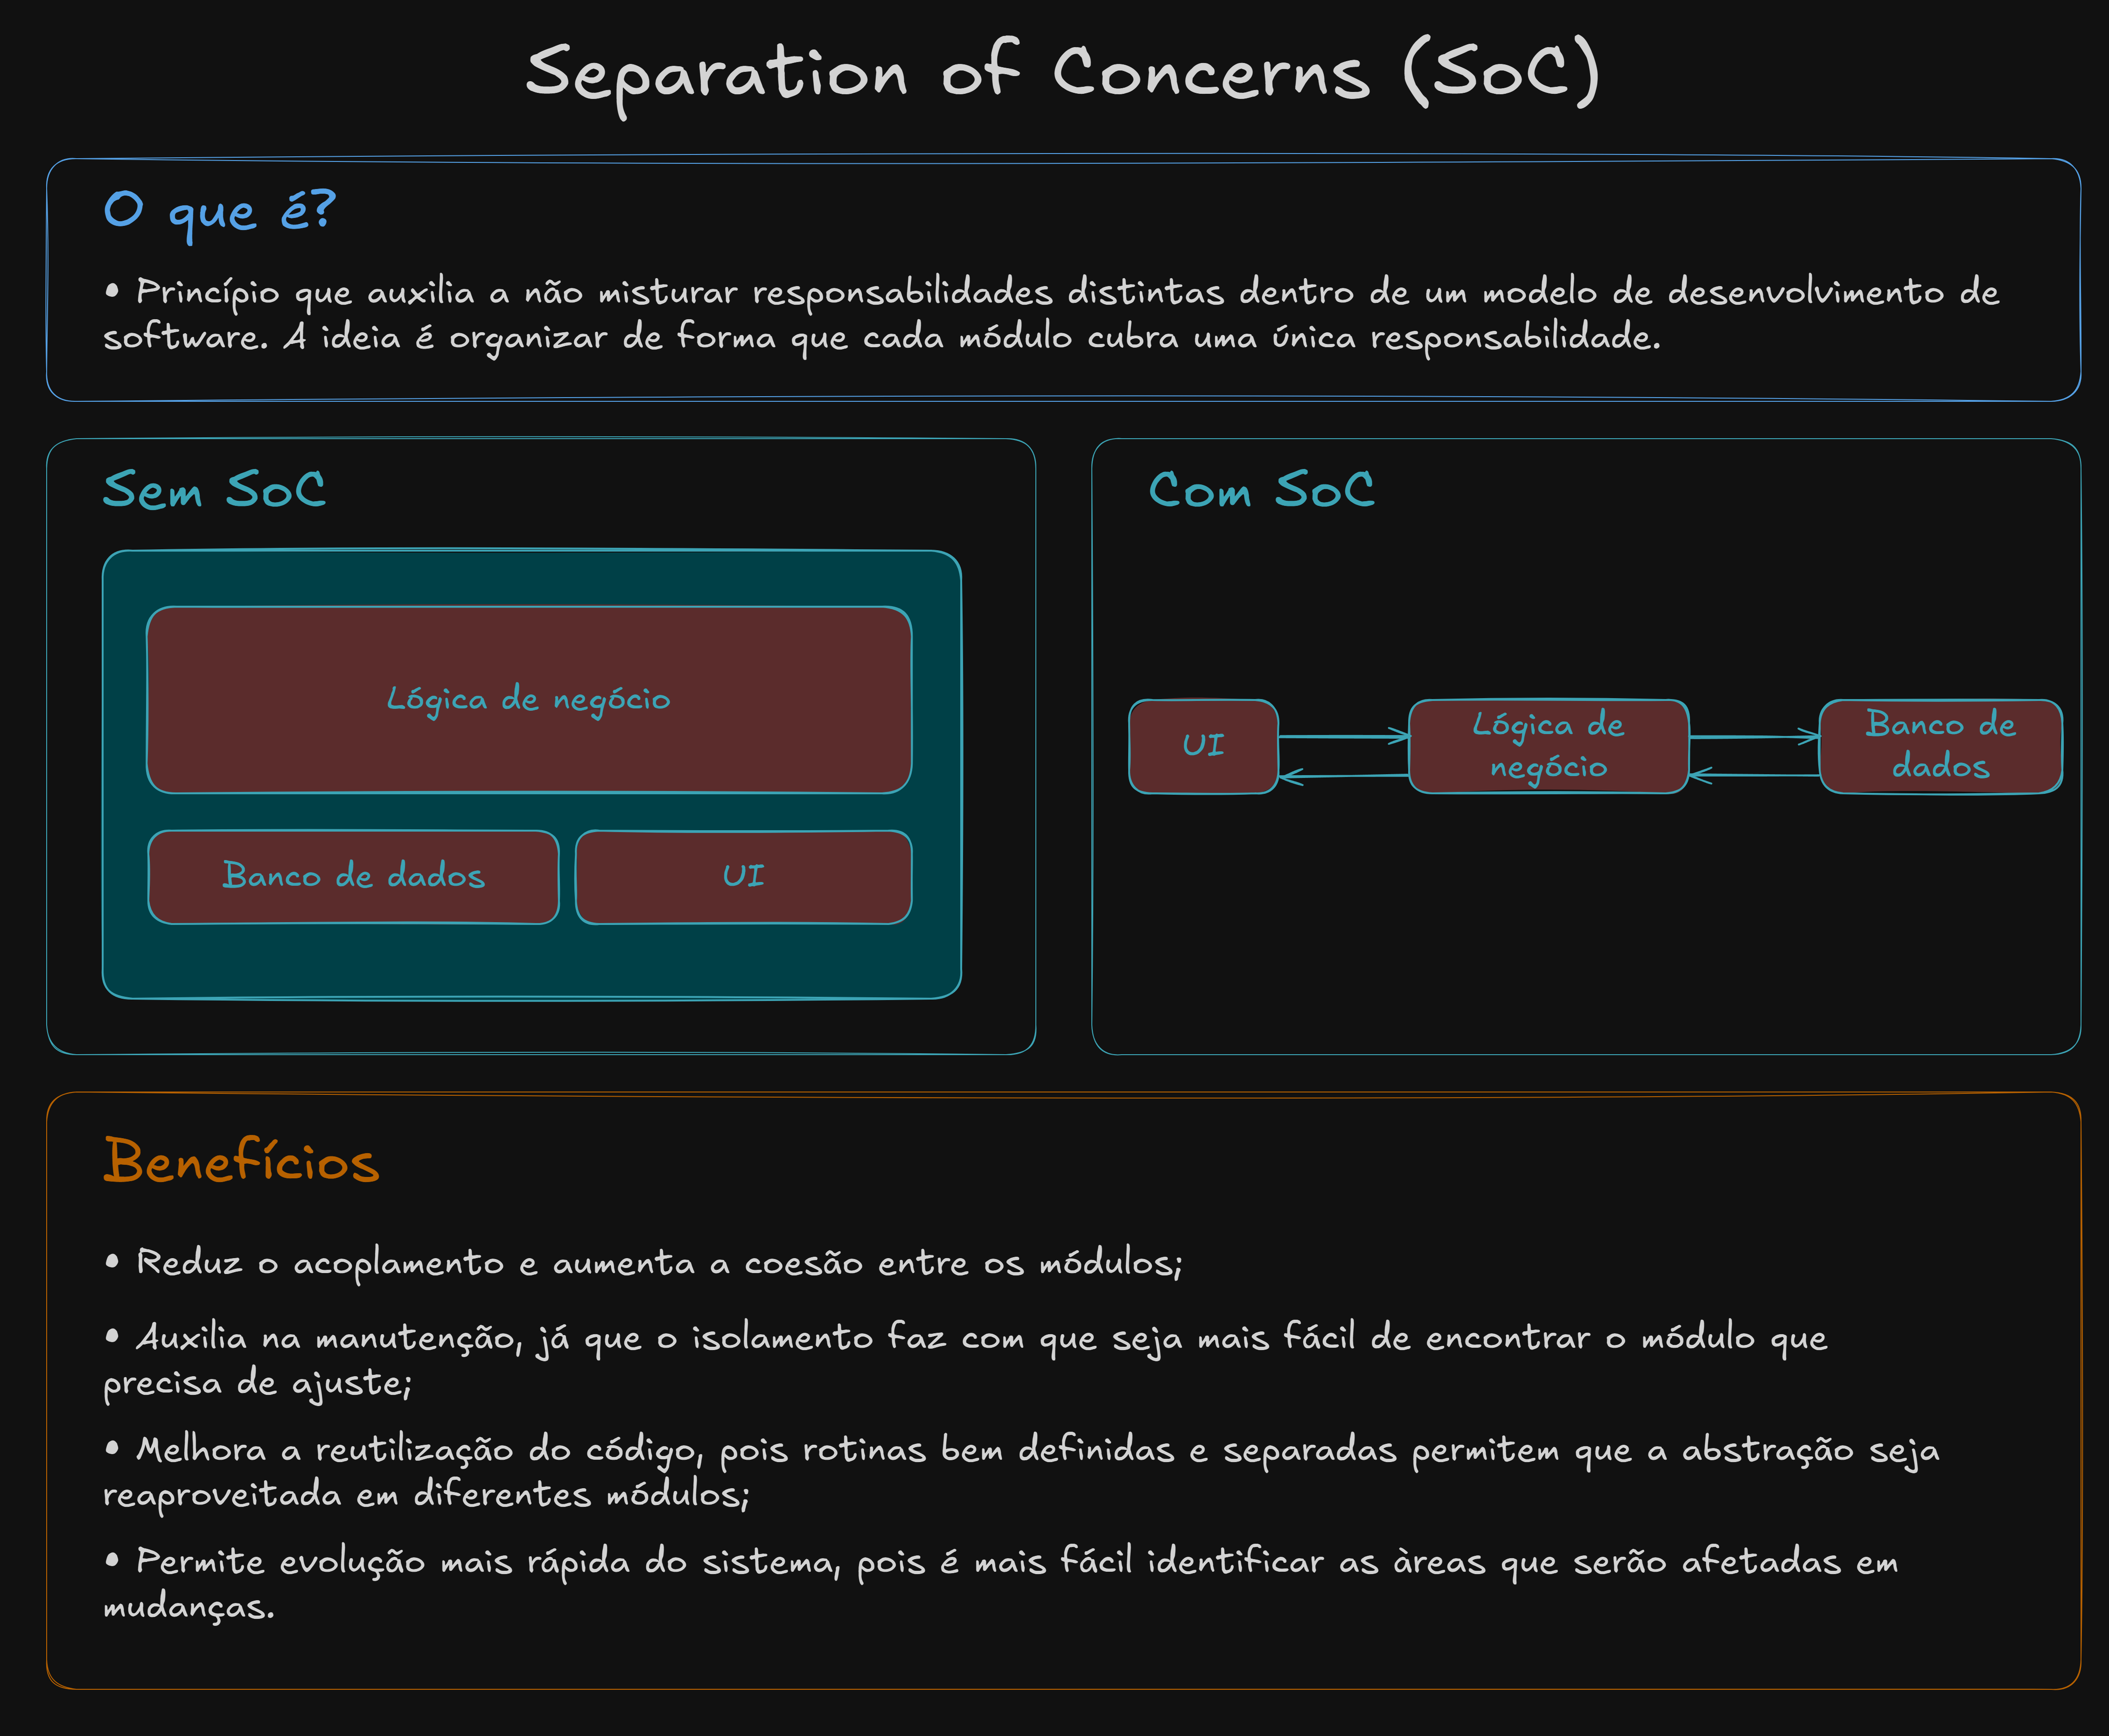 Separation of Concerns (SoC)
O que é?
• Princípio que auxilia a não misturar responsabilidades distintas dentro de um modelo de desenvolvimento de
software. A ideia é organizar de forma que cada módulo cubra uma única responsabilidade.
Sem SoC
Lógica de negócio
Banco de dados
UI
Com SoC
UI
Lógica de
negócio
Banco de
dados
Benefícios
• Reduz o acoplamento e aumenta a coesão entre os módulos;
• Auxilia na manutenção, já que o isolamento faz com que seja mais fácil de encontrar o módulo que
precisa de ajuste;
• Melhora a reutilização do código, pois rotinas bem definidas e separadas permitem que a abstração seja
reaproveitada em diferentes módulos;
• Permite evolução mais rápida do sistema, pois é mais fácil identificar as àreas que serão afetadas em
mudanças.